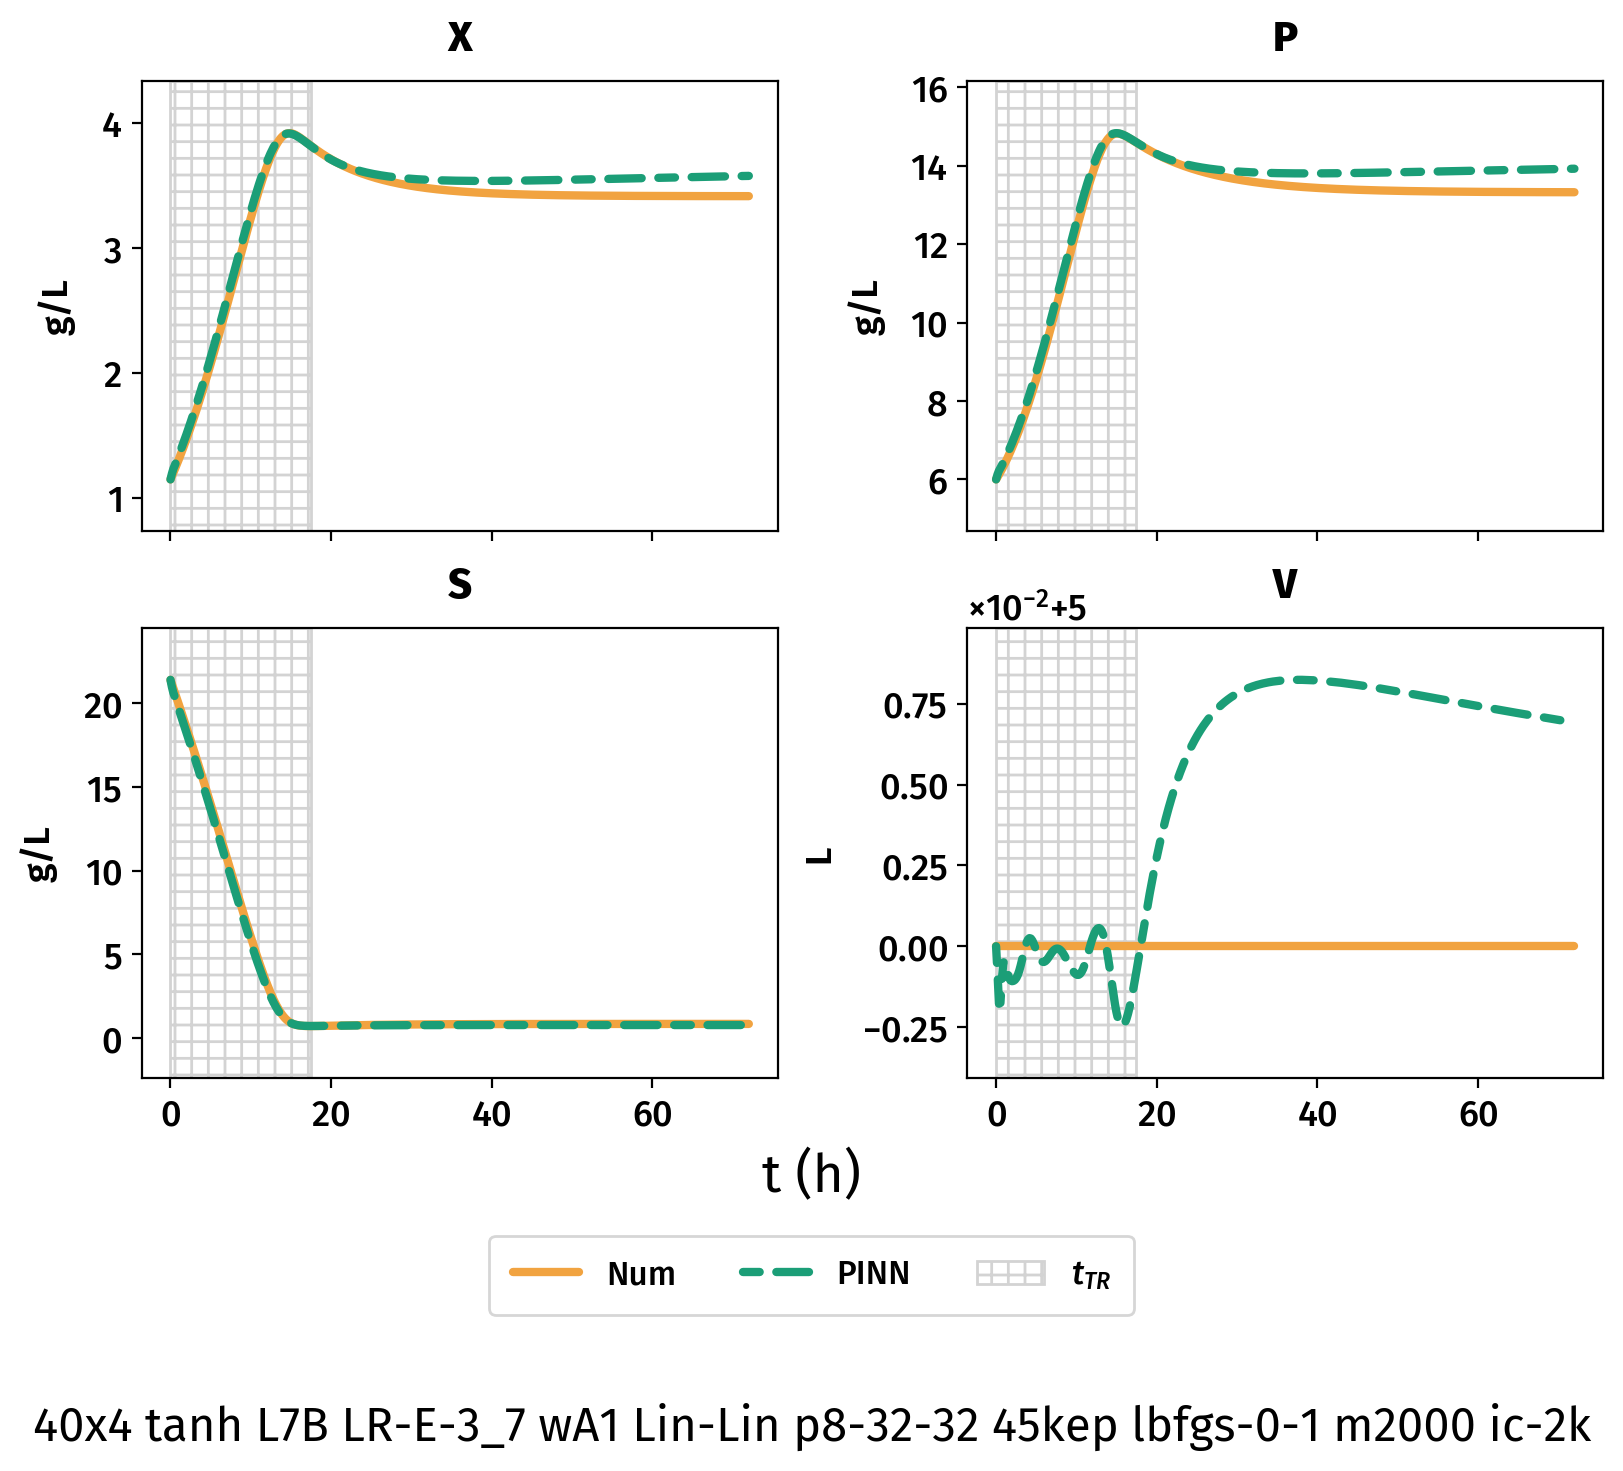 X
4
3
2
1
g/L
P
16
14
12
10
8
6
g/L
S
20
15
10
5
0
g/L
0 20 40 60
V
×10⁻²+5
0.75
0.50
0.25
0.00
−0.25
L
0 20 40 60
t (h)
Num PINN t_TR
40x4 tanh L7B LR-E-3_7 wA1 Lin-Lin p8-32-32 45kep lbfgs-0-1 m2000 ic-2k